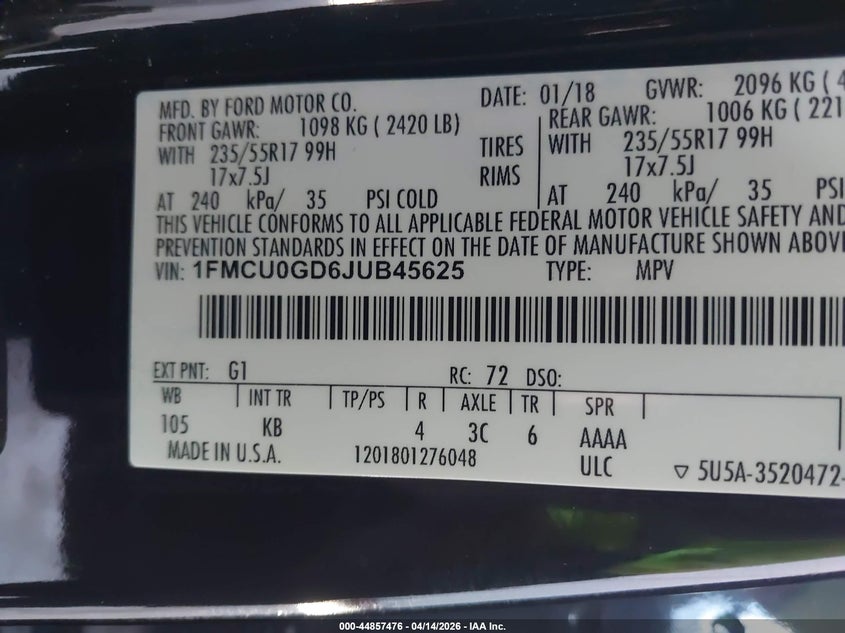 MFD. BY FORD MOTOR CO. DATE: 01/18 GVWR: 2096 KG ( 4
FRONT GAWR: 1098 KG ( 2420 LB) REAR GAWR: 1006 KG ( 221
WITH 235/55R17 99H TIRES WITH 235/55R17 99H
17x7.5J RIMS 17x7.5J
AT 240 kPa/ 35 PSI COLD AT 240 kPa/ 35 PSI
THIS VEHICLE CONFORMS TO ALL APPLICABLE FEDERAL MOTOR VEHICLE SAFETY AND
PREVENTION STANDARDS IN EFFECT ON THE DATE OF MANUFACTURE SHOWN ABOVE
VIN: 1FMCU0GD6JUB45625 TYPE: MPV
EXT PNT: G1 RC: 72 DSO:
WB INT TR TP/PS R AXLE TR SPR
105 KB 4 3C 6 AAAA
MADE IN U.S.A. 1201801276048 ULC ▽ 5U5A-3520472-
000-44857476 - 04/14/2026 - IAA Inc.